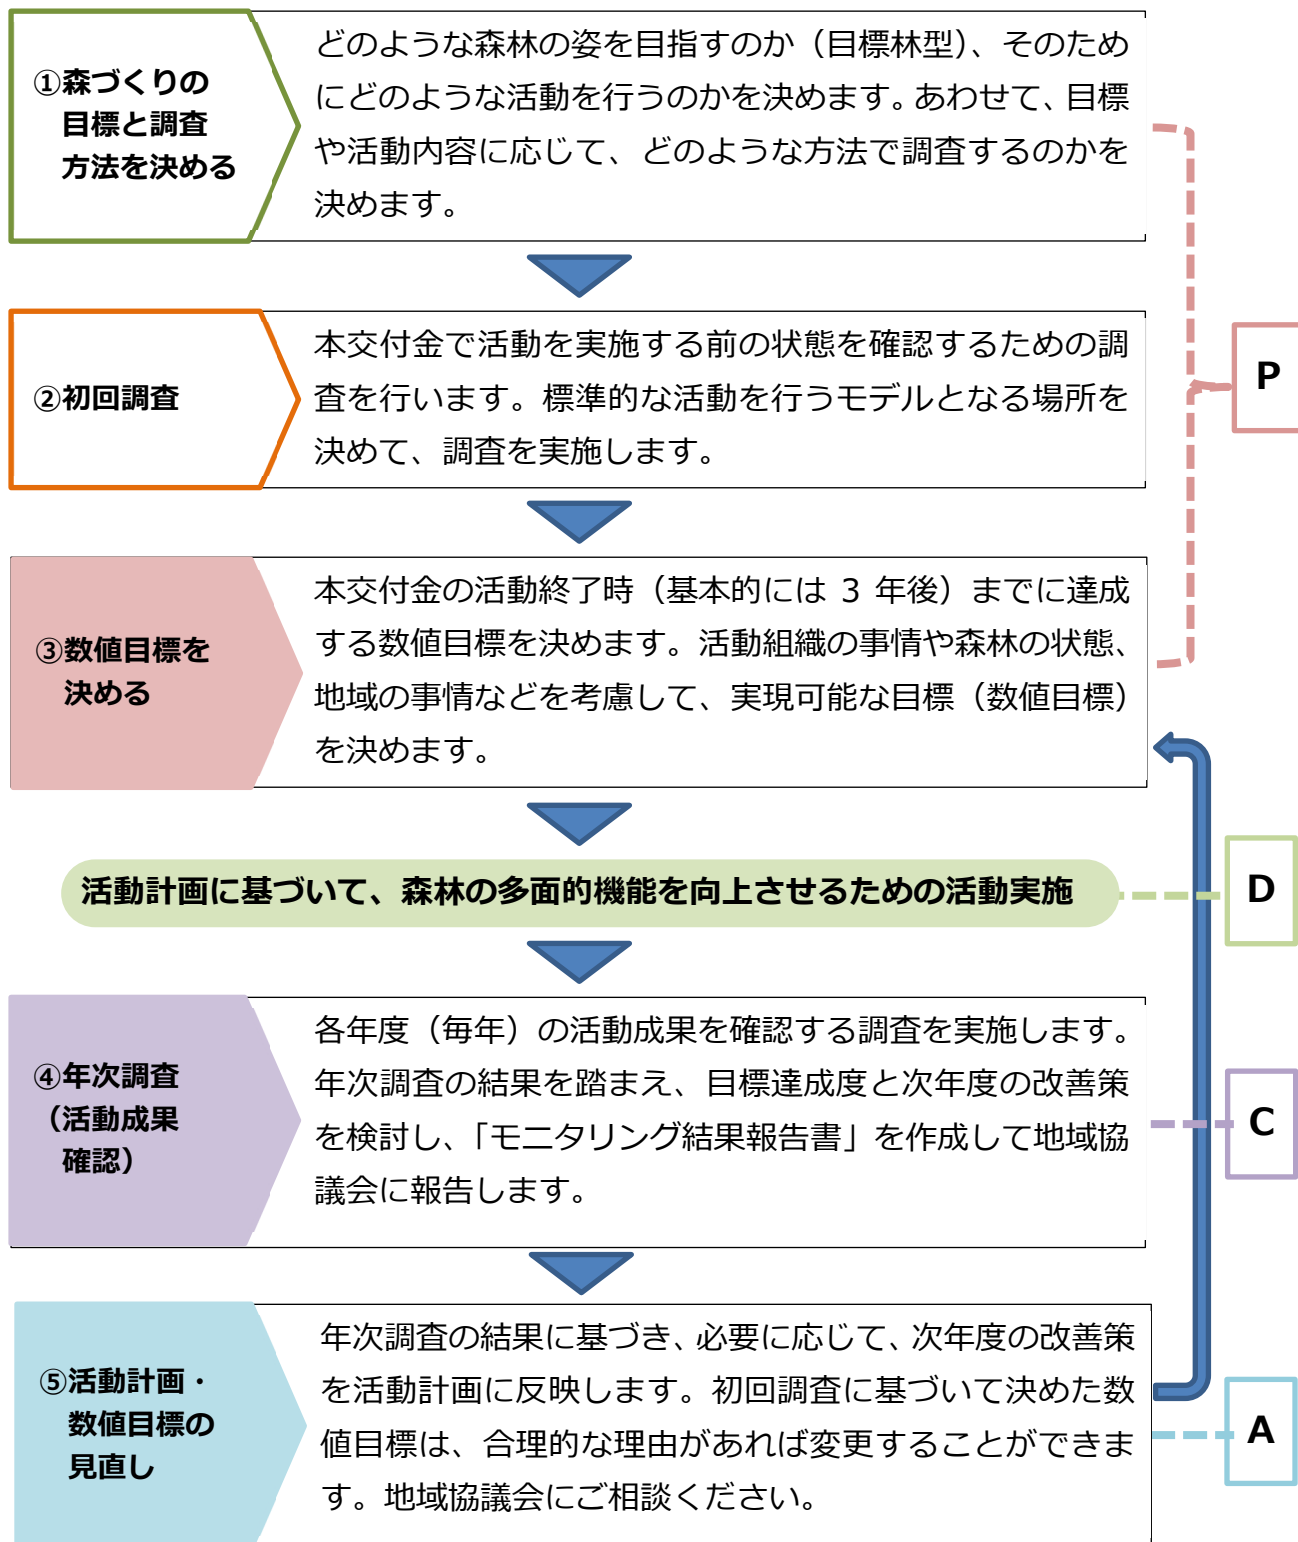 ①森づくりの
目標と調査
方法を決める
どのような森林の姿を目指すのか（目標林型）、そのため
にどのような活動を行うのかを決めます。あわせて、目標
や活動内容に応じて、どのような方法で調査するのかを
決めます。
②初回調査
本交付金で活動を実施する前の状態を確認するための調
査を行います。標準的な活動を行うモデルとなる場所を
決めて、調査を実施します。
P
③数値目標を
決める
本交付金の活動終了時（基本的には 3 年後）までに達成
する数値目標を決めます。活動組織の事情や森林の状態、
地域の事情などを考慮して、実現可能な目標（数値目標）
を決めます。
活動計画に基づいて、森林の多面的機能を向上させるための活動実施
D
④年次調査
（活動成果
確認）
各年度（毎年）の活動成果を確認する調査を実施します。
年次調査の結果を踏まえ、目標達成度と次年度の改善策
を検討し、「モニタリング結果報告書」を作成して地域協
議会に報告します。
C
⑤活動計画・
数値目標の
見直し
年次調査の結果に基づき、必要に応じて、次年度の改善策
を活動計画に反映します。初回調査に基づいて決めた数
値目標は、合理的な理由があれば変更することができま
す。地域協議会にご相談ください。
A